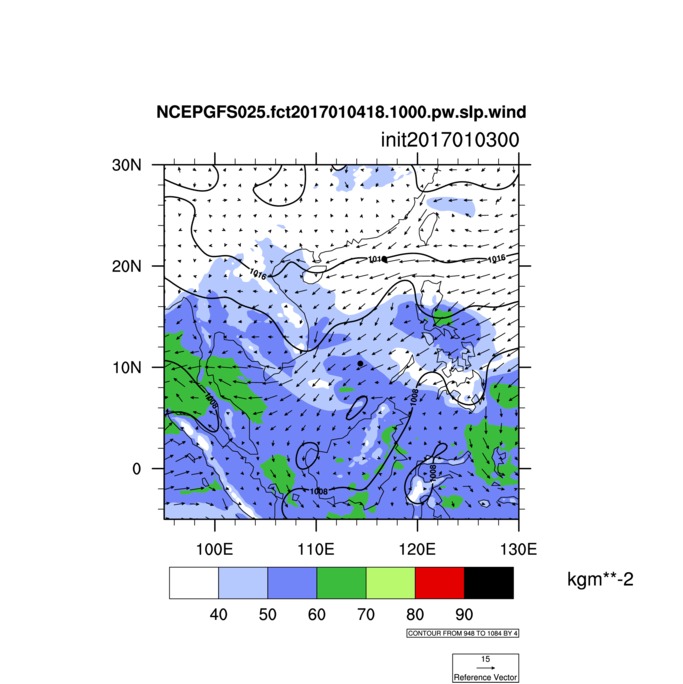 NCEPGFS025.fct2017010418.1000.pw.slp.wind
init2017010300
30N
20N
10N
0
1016
1016
1016
1008
1008
1008
1008
100E 110E 120E 130E
kgm**-2
40 50 60 70 80 90
CONTOUR FROM 948 TO 1084 BY 4
15
Reference Vector